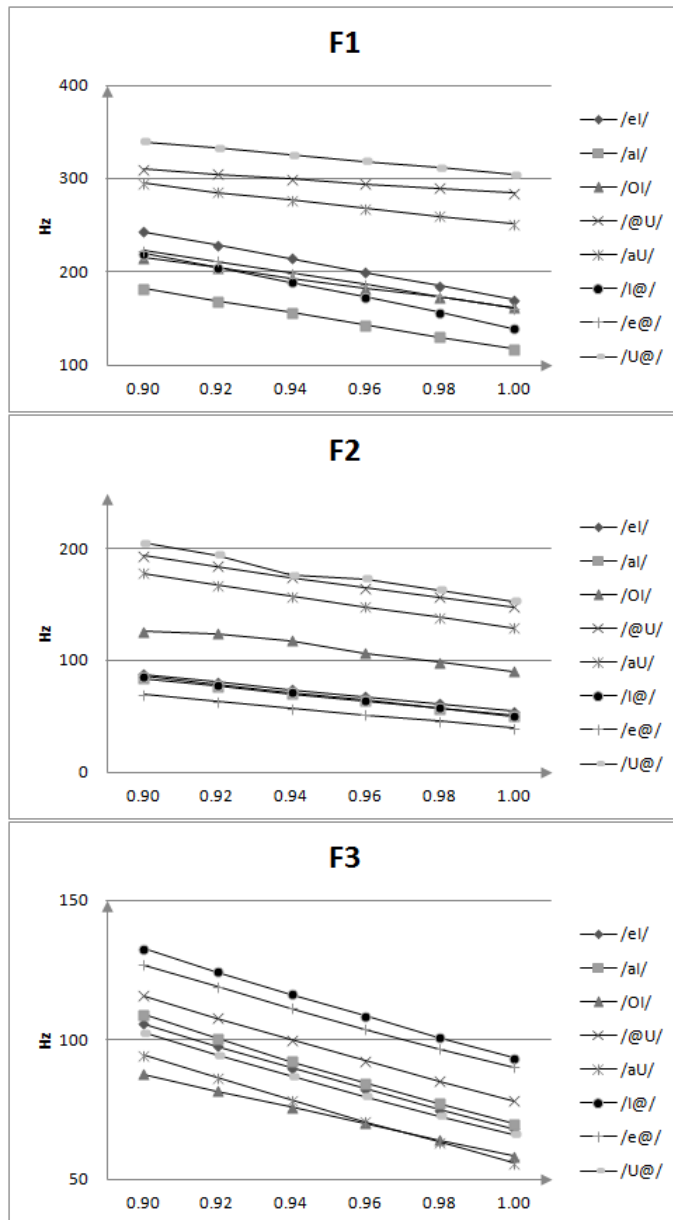 F1
400
300
200
100
Hz
0.90 0.92 0.94 0.96 0.98 1.00
/eI/
/aI/
/OI/
/@U/
/aU/
/I@/
/e@/
/U@/
F2
200
100
0
Hz
0.90 0.92 0.94 0.96 0.98 1.00
/eI/
/aI/
/OI/
/@U/
/aU/
/I@/
/e@/
/U@/
F3
150
100
50
Hz
0.90 0.92 0.94 0.96 0.98 1.00
/eI/
/aI/
/OI/
/@U/
/aU/
/I@/
/e@/
/U@/